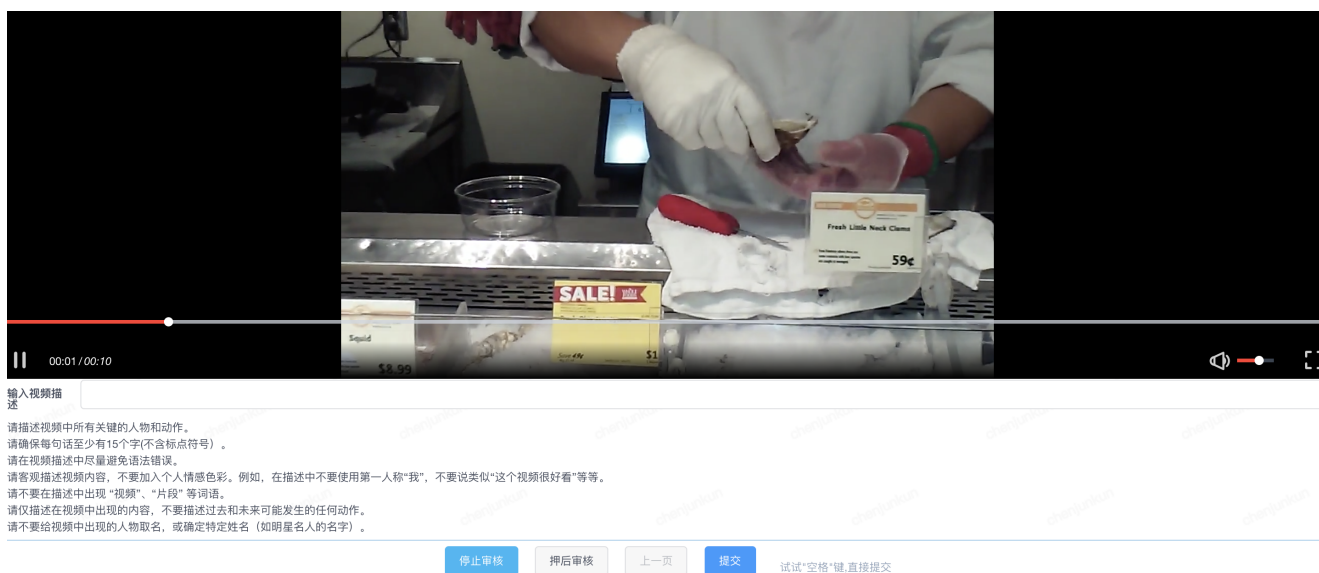 Fresh Little Neck Clams
59¢
SALE!
Squid
$8.99
Save 49¢
$1
00:01 / 00:10
输入视频描
述
请描述视频中所有关键的人物和动作。
请确保每句话至少有15个字(不含标点符号）。
请在视频描述中尽量避免语法错误。
请客观描述视频内容，不要加入个人情感色彩。例如，在描述中不要使用第一人称“我”，不要说类似“这个视频很好看”等等。
请不要在描述中出现 “视频”、“片段” 等词语。
请仅描述在视频中出现的内容，不要描述过去和未来可能发生的任何动作。
请不要给视频中出现的人物取名，或确定特定姓名（如明星名人的名字）。
停止审核
押后审核
上一页
提交
试试"空格"键,直接提交